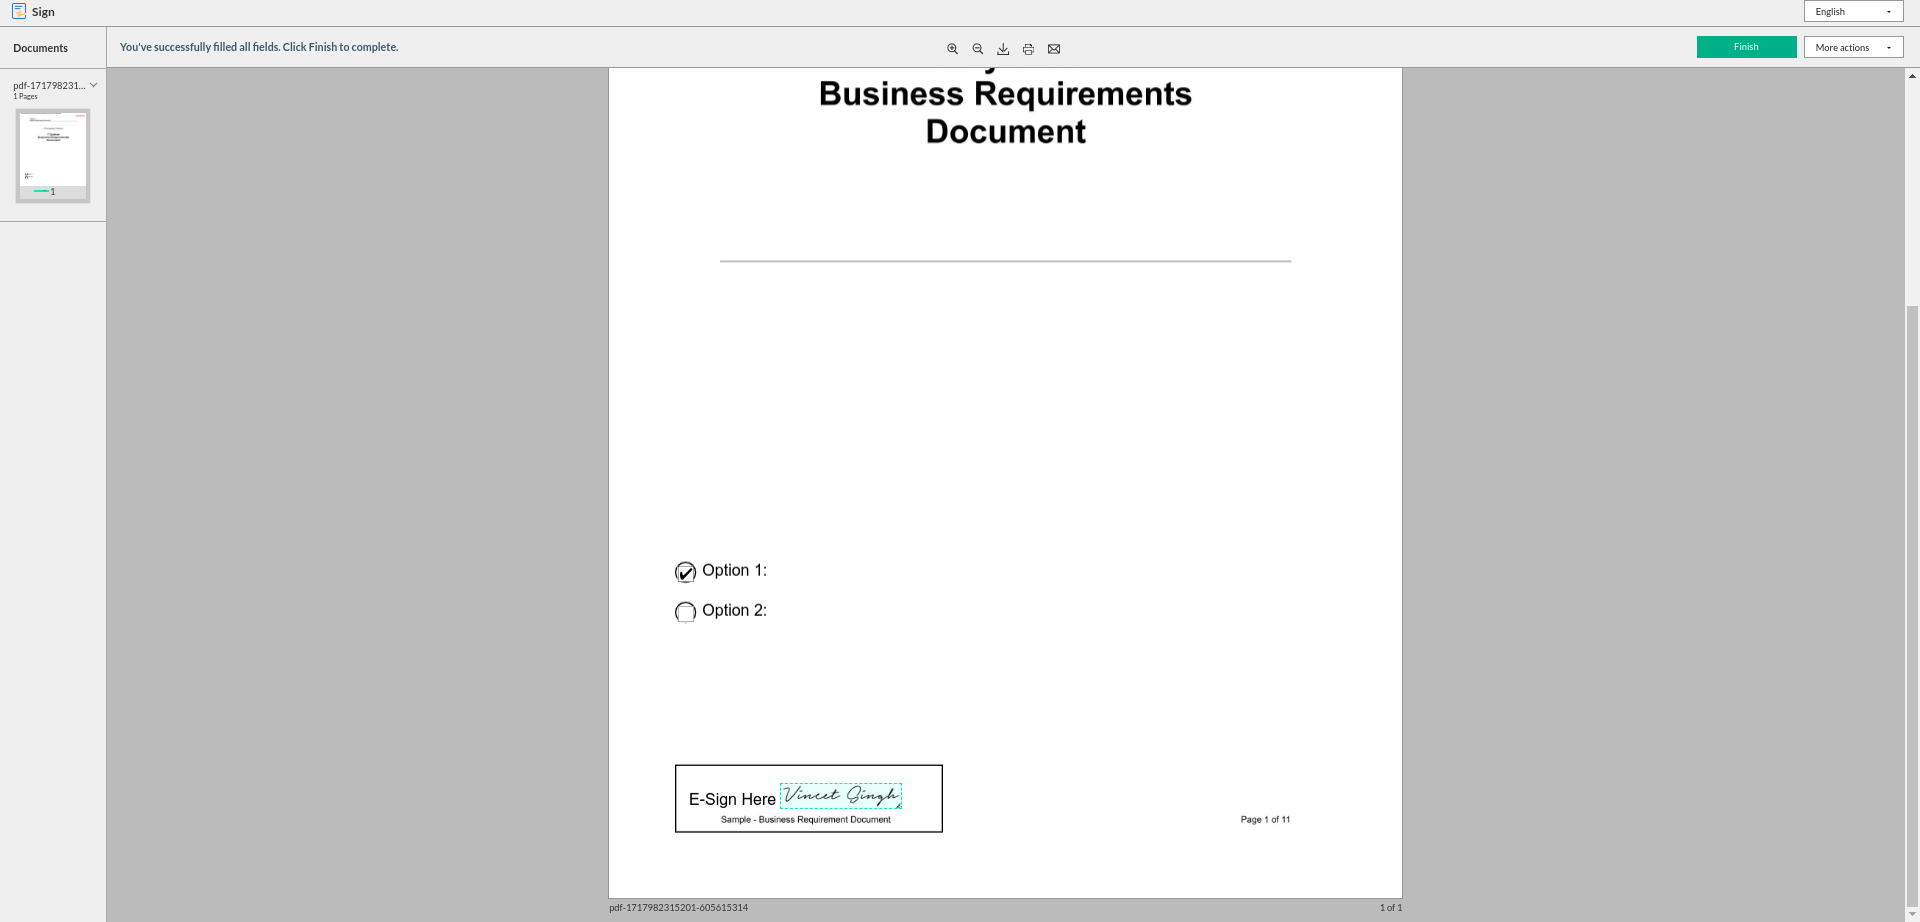 Sign
English
Documents
You've successfully filled all fields. Click Finish to complete.
Finish
More actions
pdf-171798231...
1 Pages
1
Business Requirements
Document
Option 1:
Option 2:
E-Sign Here Vineet Singh
Sample - Business Requirement Document
Page 1 of 11
pdf-1717982315201-605615314
1 of 1